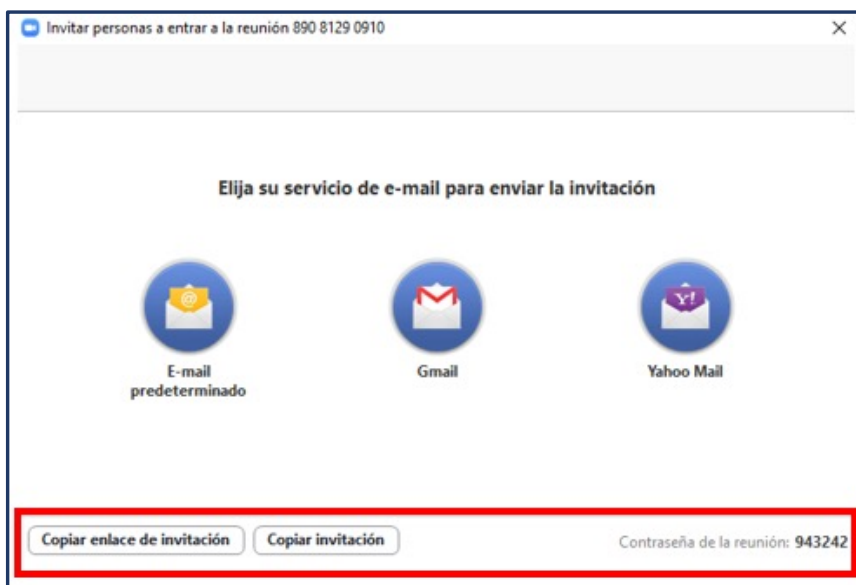 Invitar personas a entrar a la reunión 890 8129 0910
Elija su servicio de e-mail para enviar la invitación
@
Y!
E-mail
predeterminado
Gmail
Yahoo Mail
Copiar enlace de invitación
Copiar invitación
Contraseña de la reunión: 943242